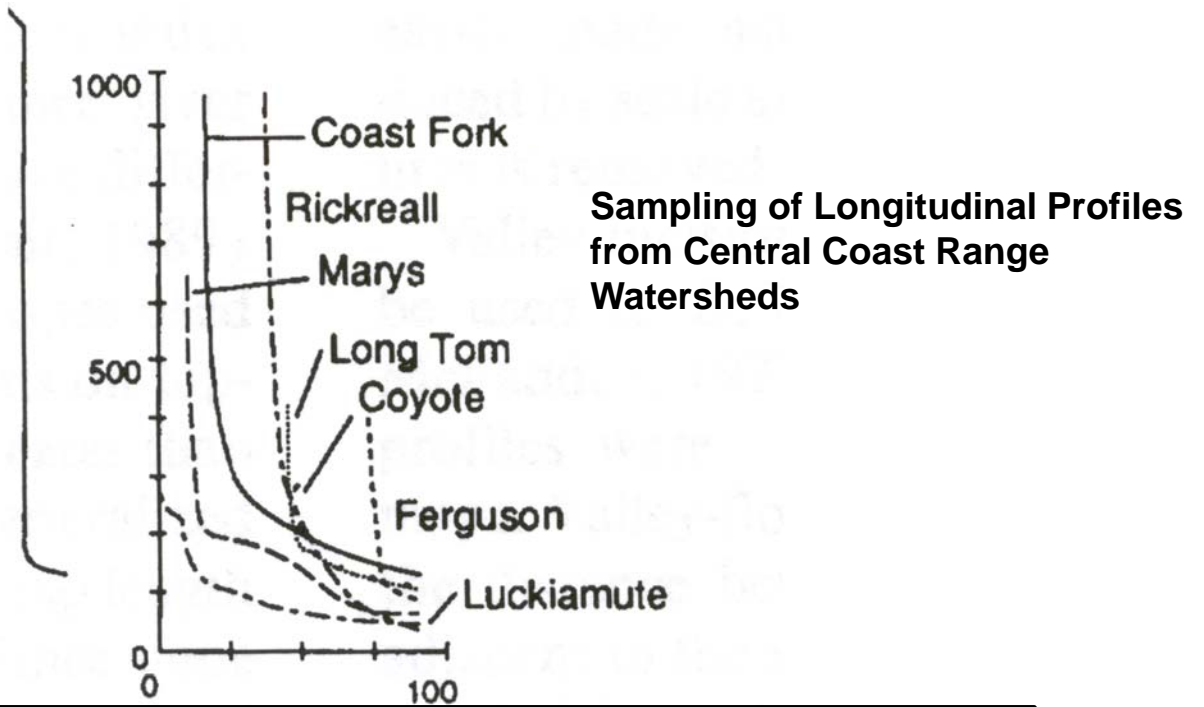 1000
Coast Fork
Rickreall
Marys
500
Long Tom
Coyote
Ferguson
Luckiamute
0
0
100
Sampling of Longitudinal Profiles
from Central Coast Range
Watersheds